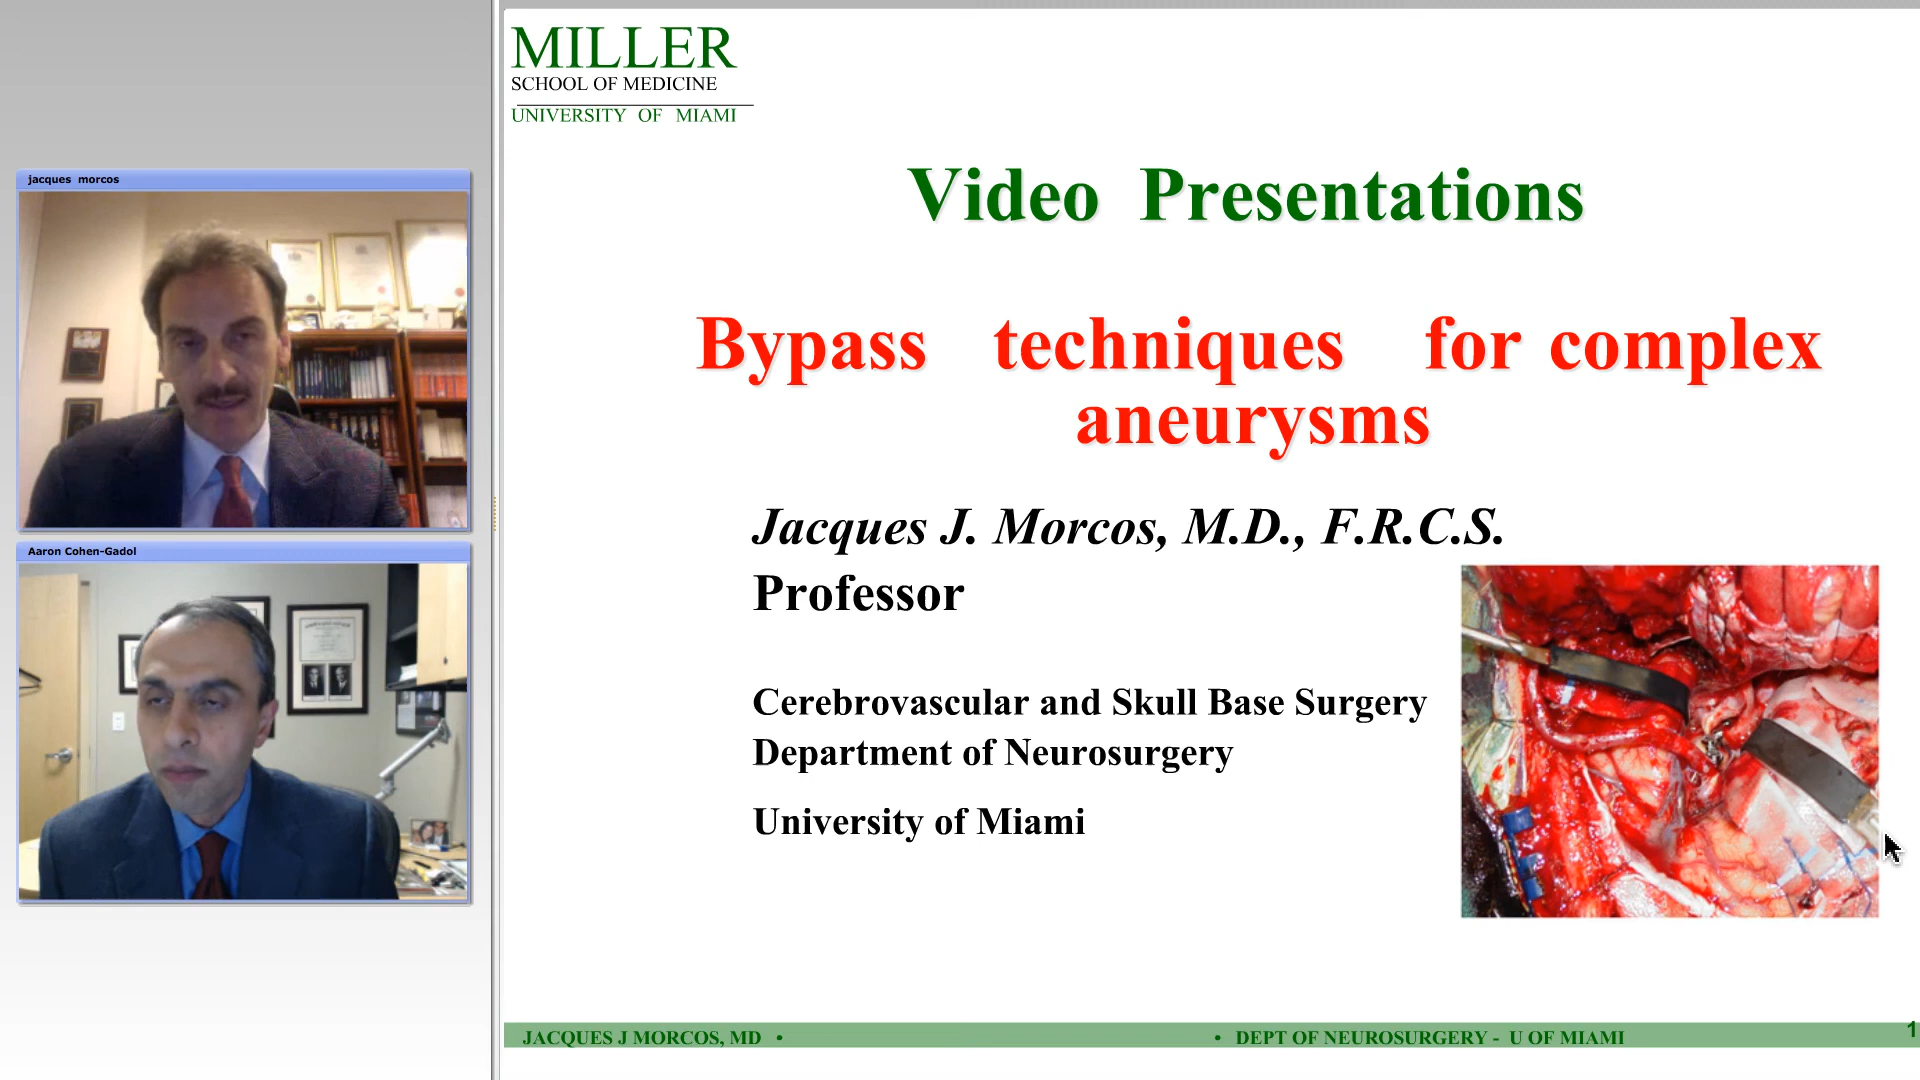 jacques morcos
Aaron Cohen-Gadol
MILLER
SCHOOL OF MEDICINE
UNIVERSITY OF MIAMI
Video Presentations
Bypass techniques for complex
aneurysms
Jacques J. Morcos, M.D., F.R.C.S.
Professor
Cerebrovascular and Skull Base Surgery
Department of Neurosurgery
University of Miami
JACQUES J MORCOS, MD •
• DEPT OF NEUROSURGERY - U OF MIAMI
1